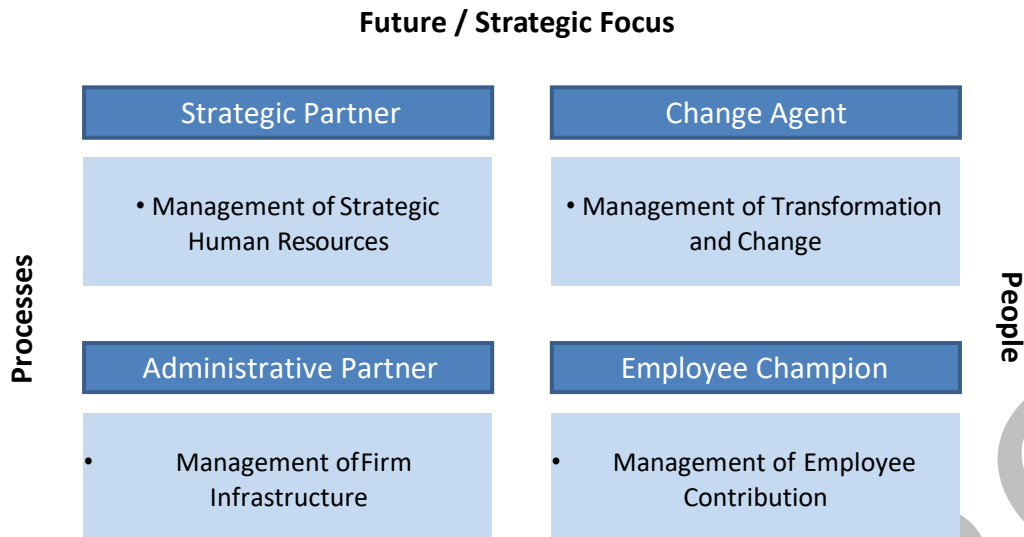 Future / Strategic Focus
Strategic Partner
Change Agent
• Management of Strategic
Human Resources
• Management of Transformation
and Change
Processes
People
Administrative Partner
Employee Champion
• Management ofFirm
Infrastructure
• Management of Employee
Contribution